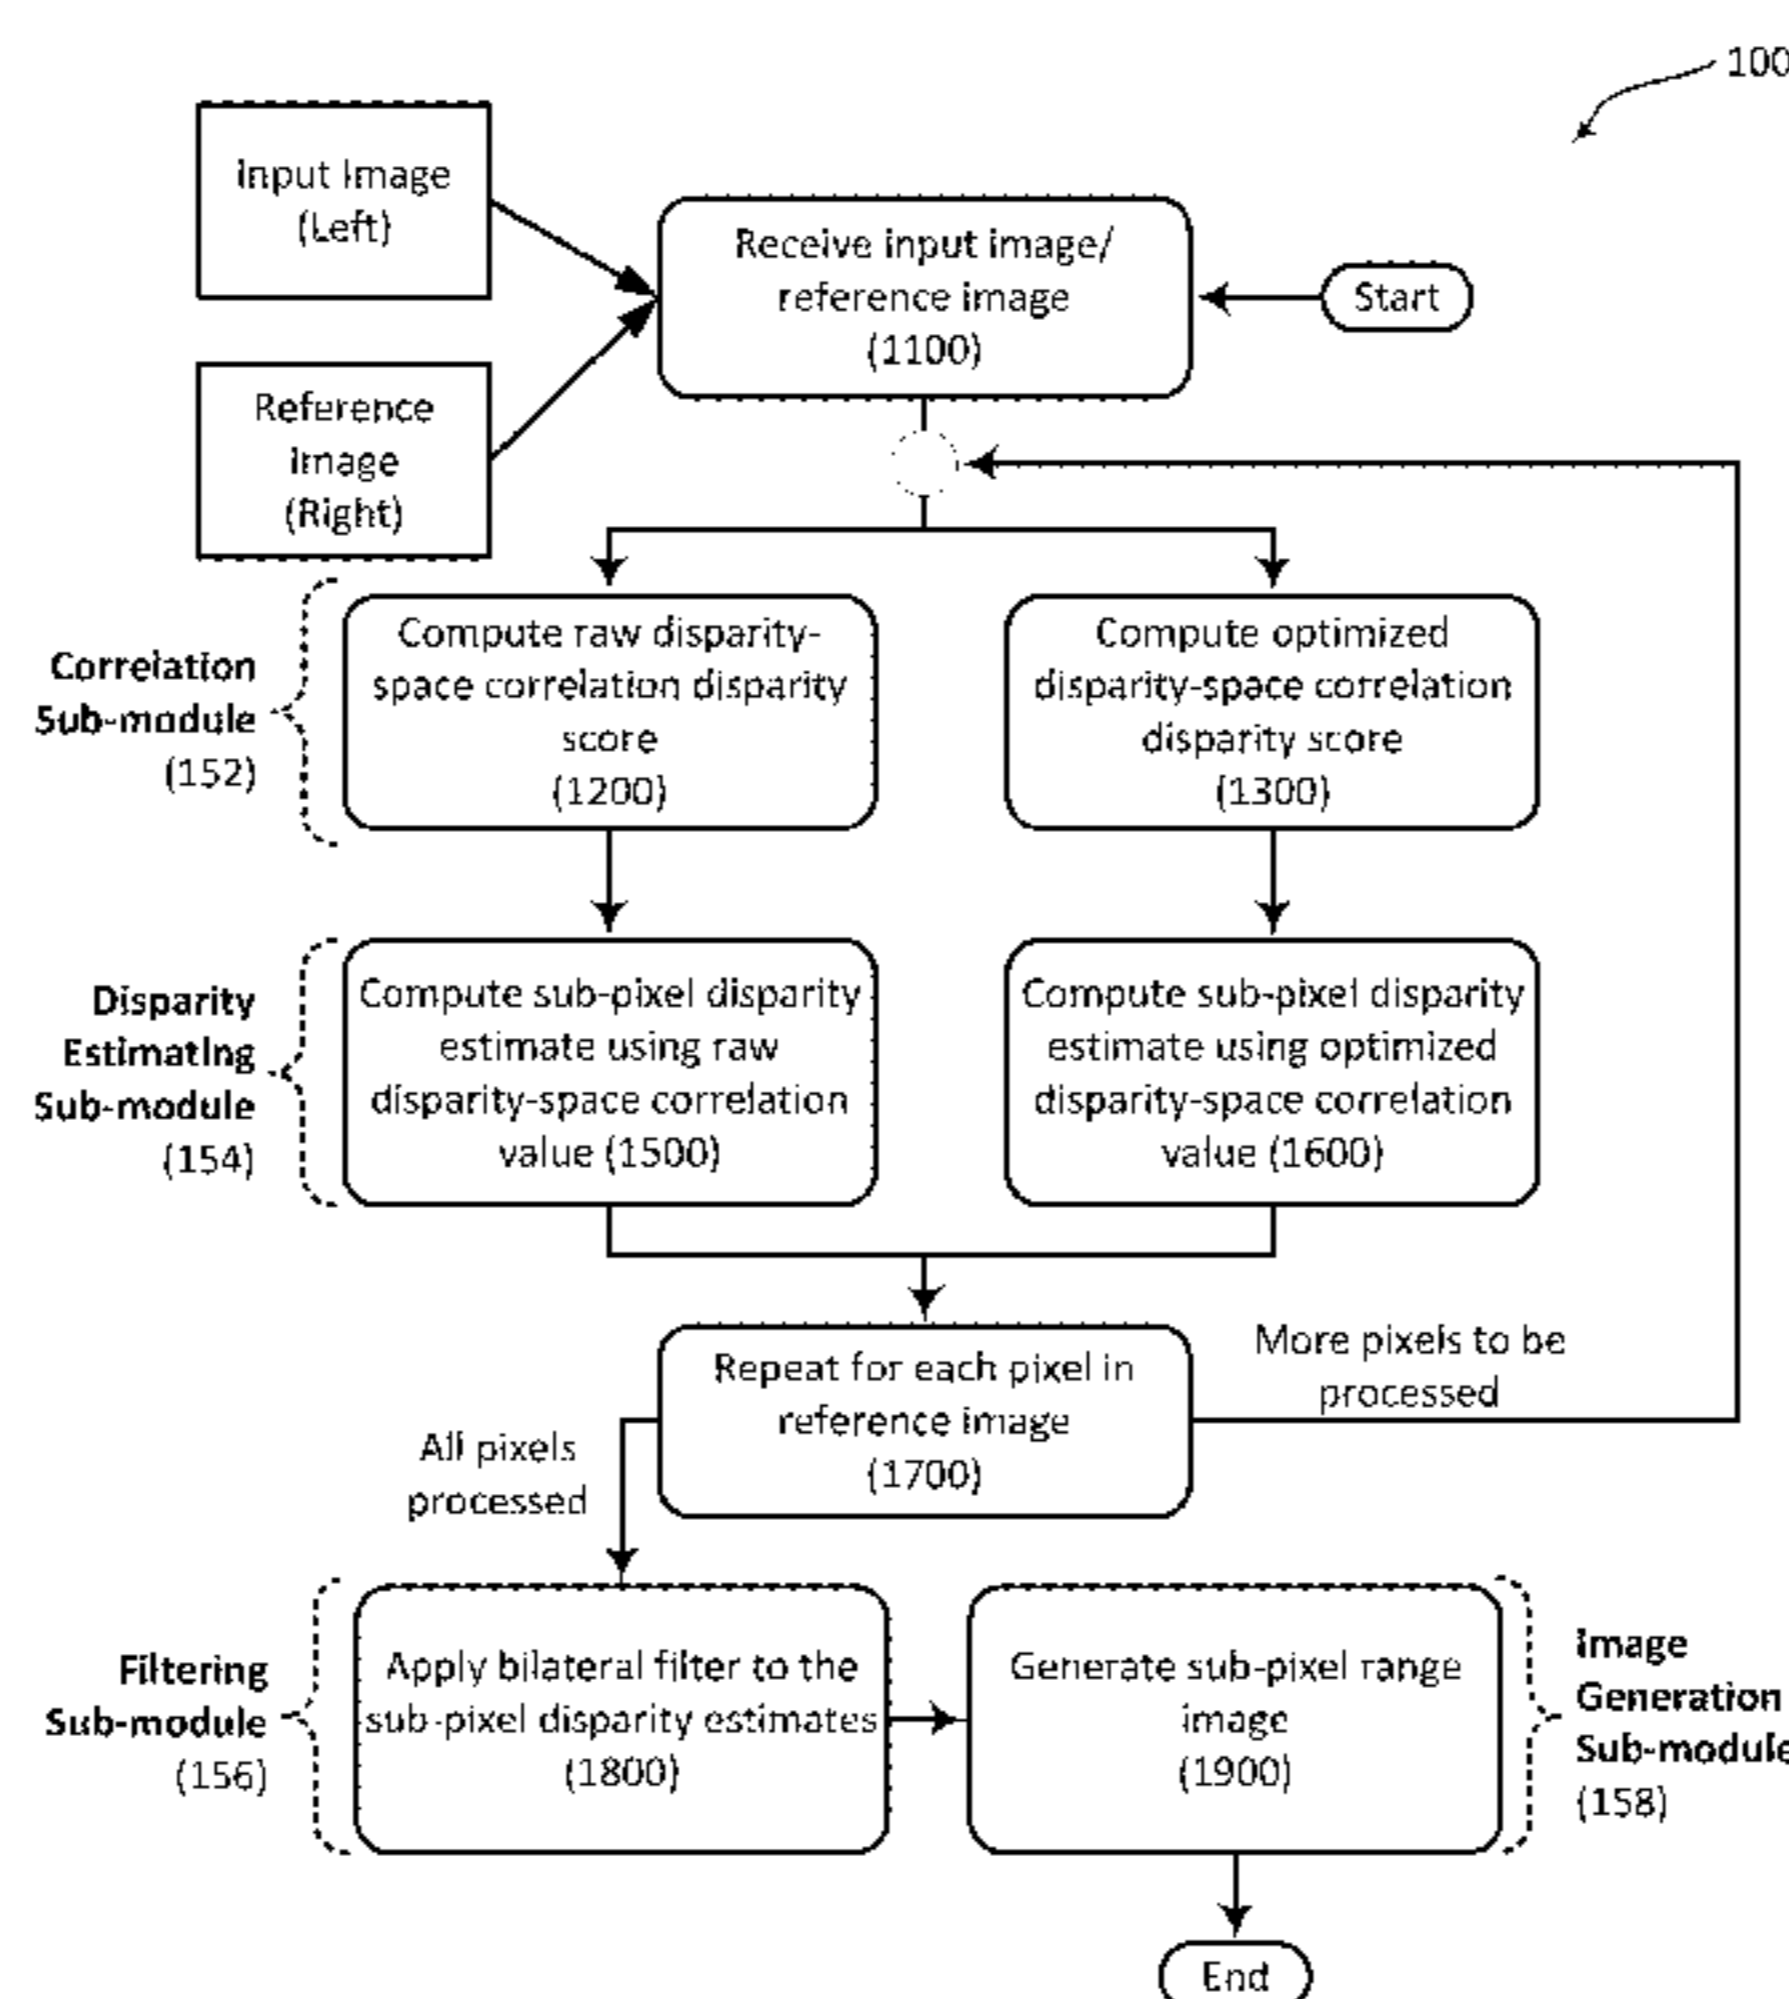 100
Input Image
(Left)
Receive input image/
reference image
(1100)
Start
Reference
Image
(Right)
Correlation
Sub-module
(152)
Compute raw disparity-
space correlation disparity
score
(1200)
Compute optimized
disparity-space correlation
disparity score
(1300)
Disparity
Estimating
Sub-module
(154)
Compute sub-pixel disparity
estimate using raw
disparity-space correlation
value (1500)
Compute sub-pixel disparity
estimate using optimized
disparity-space correlation
value (1600)
Repeat for each pixel in
reference image
(1700)
More pixels to be
processed
All pixels
processed
Filtering
Sub-module
(156)
Apply bilateral filter to the
sub-pixel disparity estimates
(1800)
Generate sub-pixel range
image
(1900)
Image
Generation
Sub-module
(158)
End